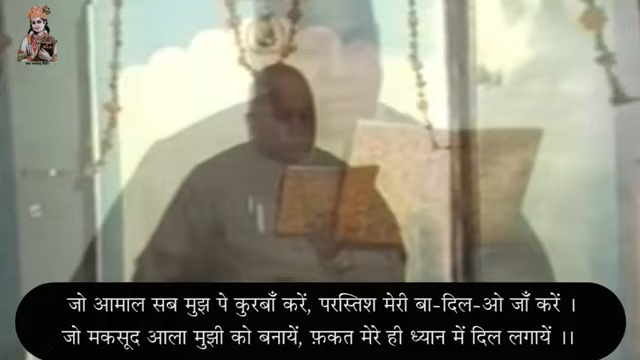 जो आमाल सब मुझ पे कुरबाँ करें, परस्तिश मेरी बा-दिल-ओ जाँ करें ।
जो मकसूद आला मुझी को बनायें, फ़कत मेरे ही ध्यान में दिल लगायें ।।